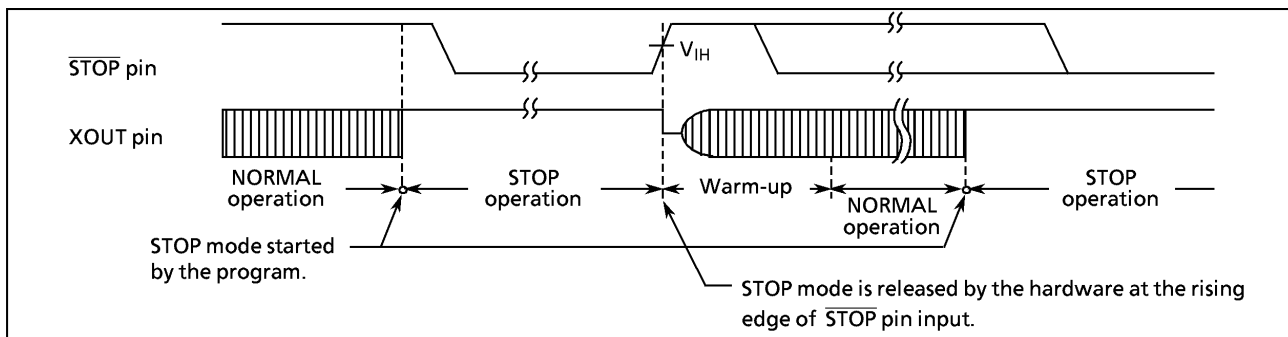 STOP pin
V_IH
XOUT pin
NORMAL
operation
STOP
operation
Warm-up
NORMAL
operation
STOP
operation
STOP mode started
by the program.
STOP mode is released by the hardware at the rising
edge of STOP pin input.